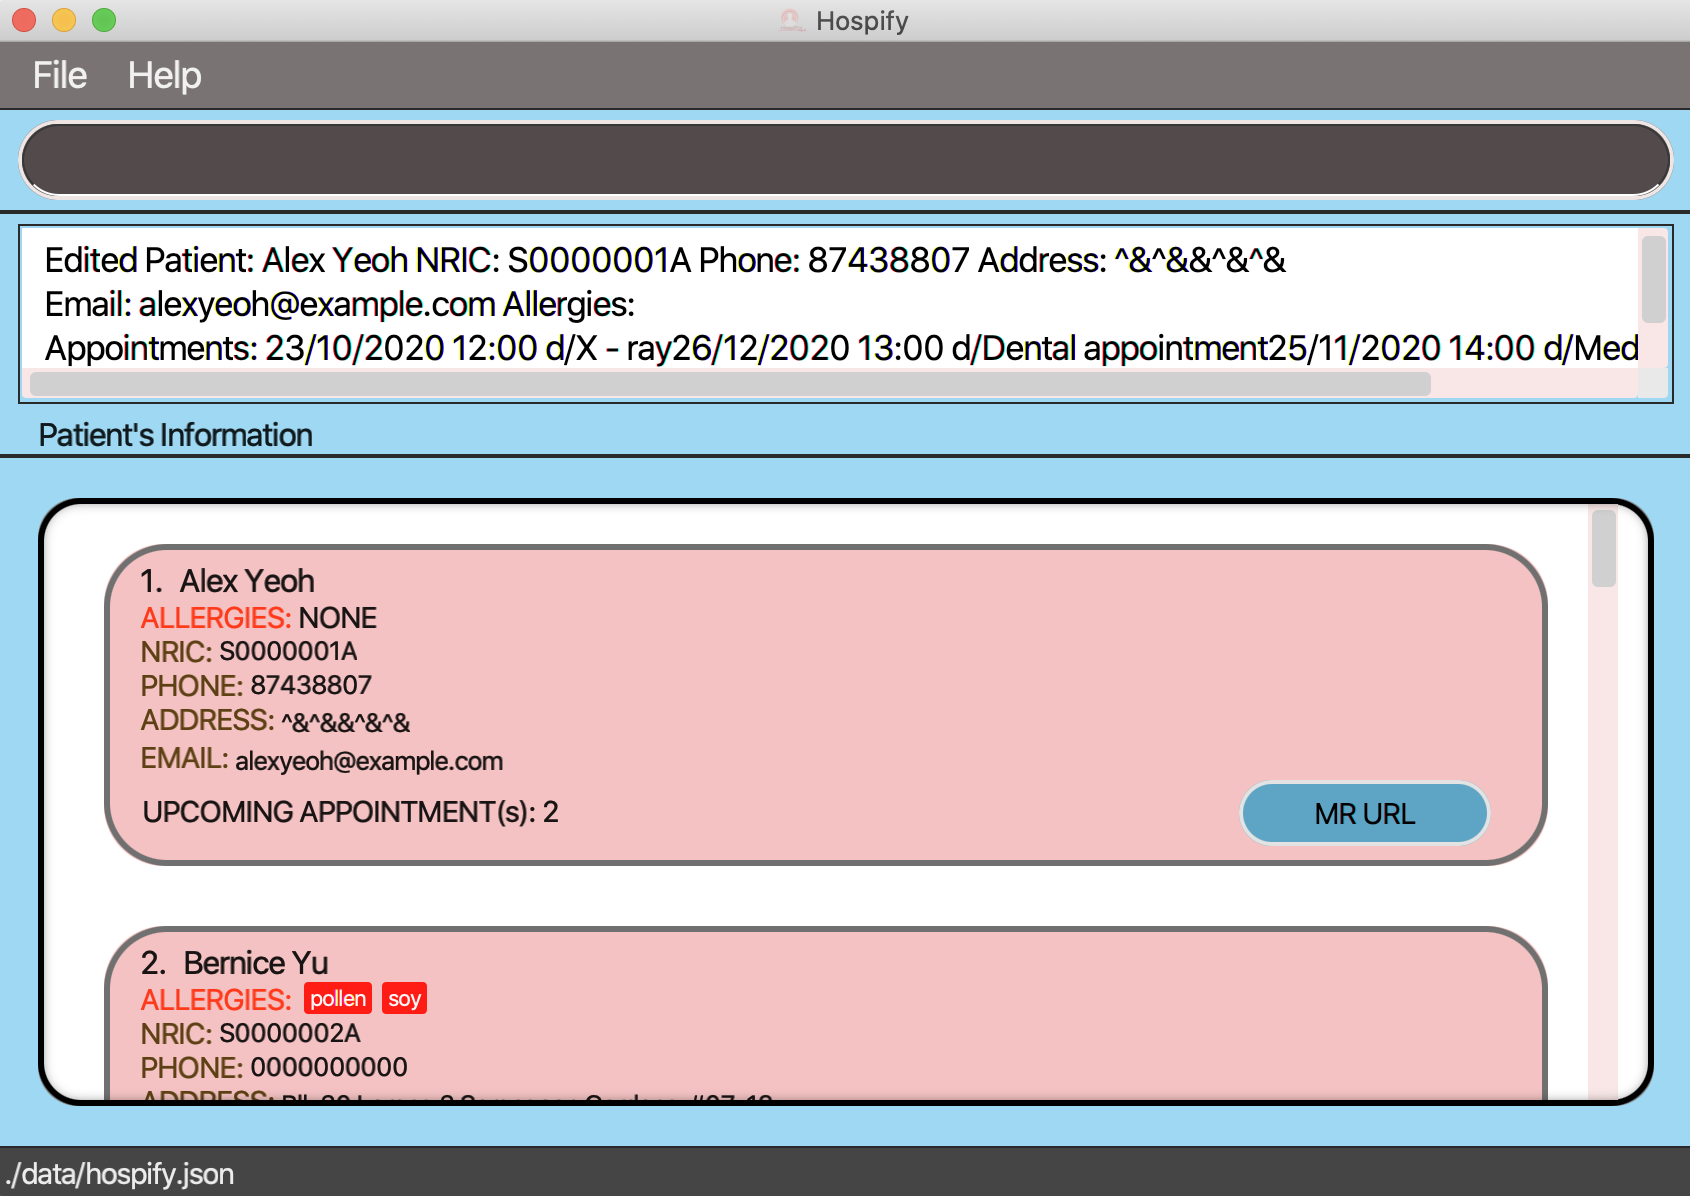 Hospify
File Help
Edited Patient: Alex Yeoh NRIC: S0000001A Phone: 87438807 Address: ^&^&&^&^&
Email: alexyeoh@example.com Allergies:
Appointments: 23/10/2020 12:00 d/X - ray26/12/2020 13:00 d/Dental appointment25/11/2020 14:00 d/Med
Patient's Information
1. Alex Yeoh
ALLERGIES: NONE
NRIC: S0000001A
PHONE: 87438807
ADDRESS: ^&^&&^&^&
EMAIL: alexyeoh@example.com
UPCOMING APPOINTMENT(s): 2
MR URL
2. Bernice Yu
ALLERGIES: pollen soy
NRIC: S0000002A
PHONE: 0000000000
ADDRESS:
./data/hospify.json